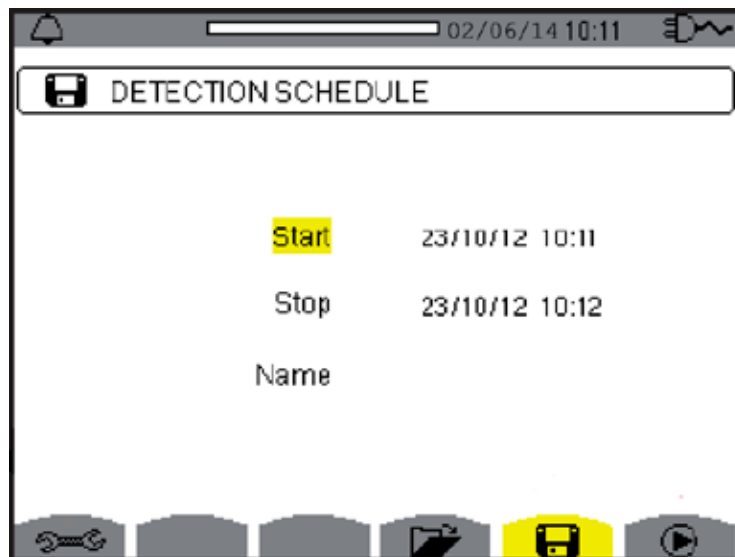 02/06/14 10:11
DETECTION SCHEDULE
Start 23/10/12 10:11
Stop 23/10/12 10:12
Name